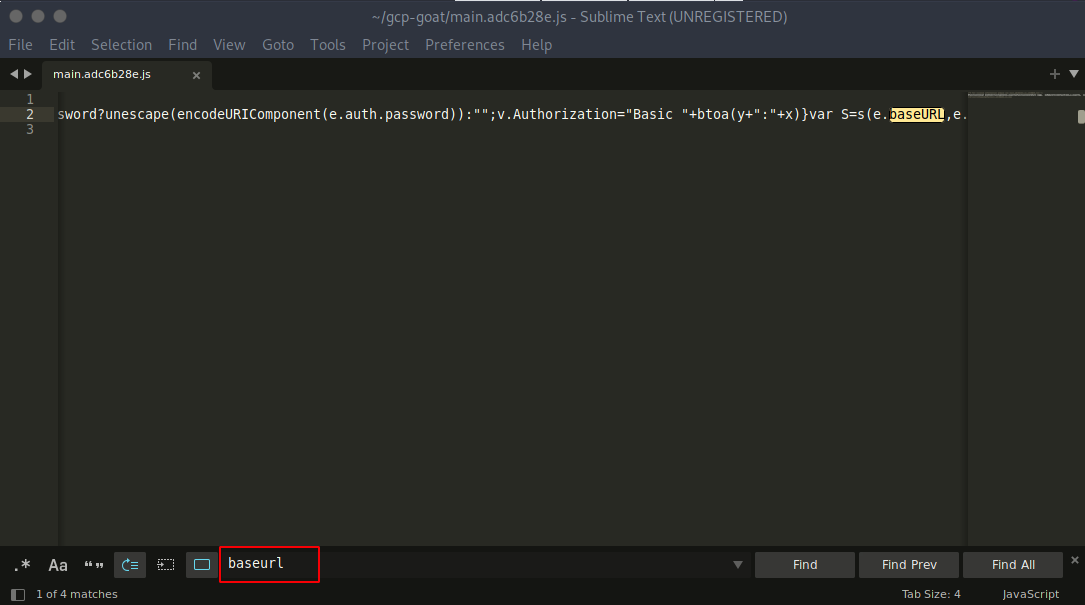 ~/gcp-goat/main.adc6b28e.js - Sublime Text (UNREGISTERED)
File Edit Selection Find View Goto Tools Project Preferences Help
main.adc6b28e.js ×
1
2 sword?unescape(encodeURIComponent(e.auth.password)):"";v.Authorization="Basic "+btoa(y+":"+x)}var S=s(e.baseURL,e.
3
.* Aa “” baseurl Find Find Prev Find All ×
1 of 4 matches Tab Size: 4 JavaScript